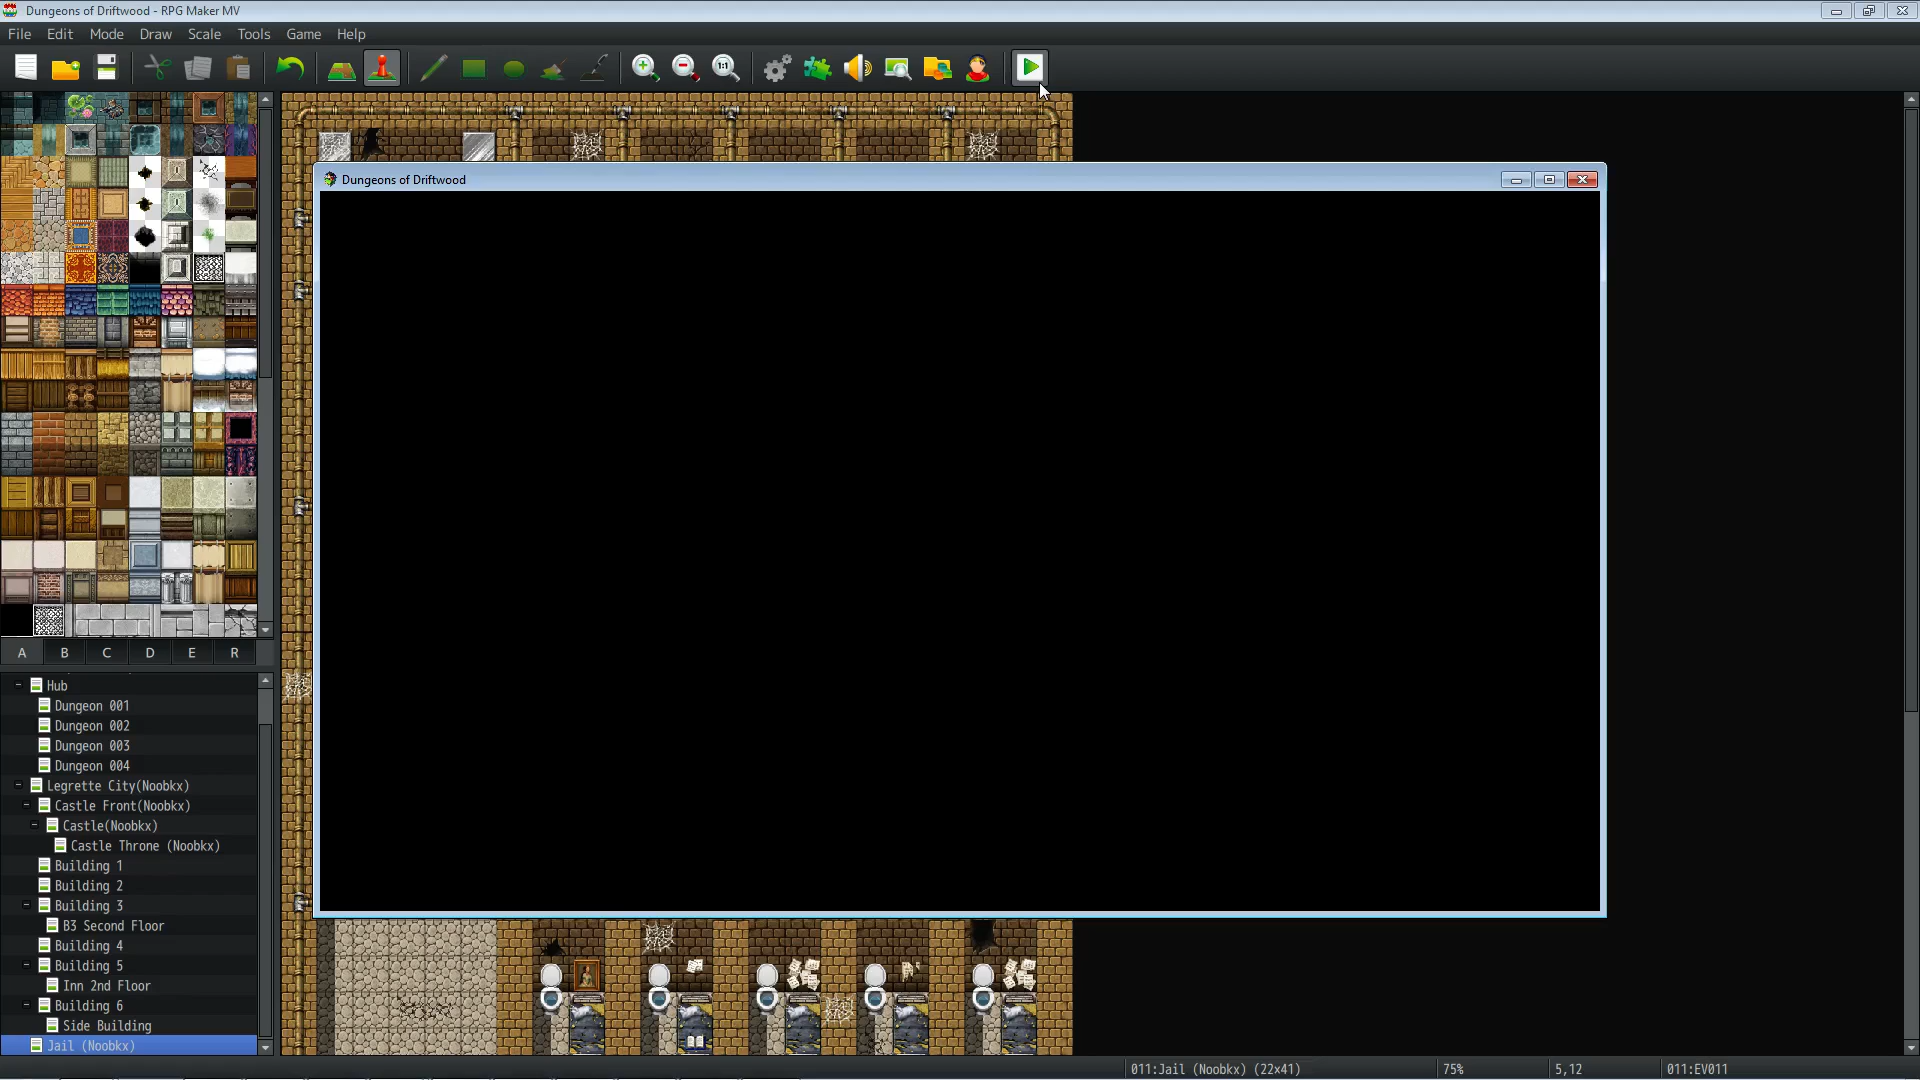 Dungeons of Driftwood - RPG Maker MV
File Edit Mode Draw Scale Tools Game Help
1:1
Dungeons of Driftwood
A B C D E R
Hub
Dungeon 001
Dungeon 002
Dungeon 003
Dungeon 004
Legrette City(Noobkx)
Castle Front(Noobkx)
Castle(Noobkx)
Castle Throne (Noobkx)
Building 1
Building 2
Building 3
B3 Second Floor
Building 4
Building 5
Inn 2nd Floor
Building 6
Side Building
Jail (Noobkx)
011:Jail (Noobkx) (22x41) 75% 5,12 011:EV011